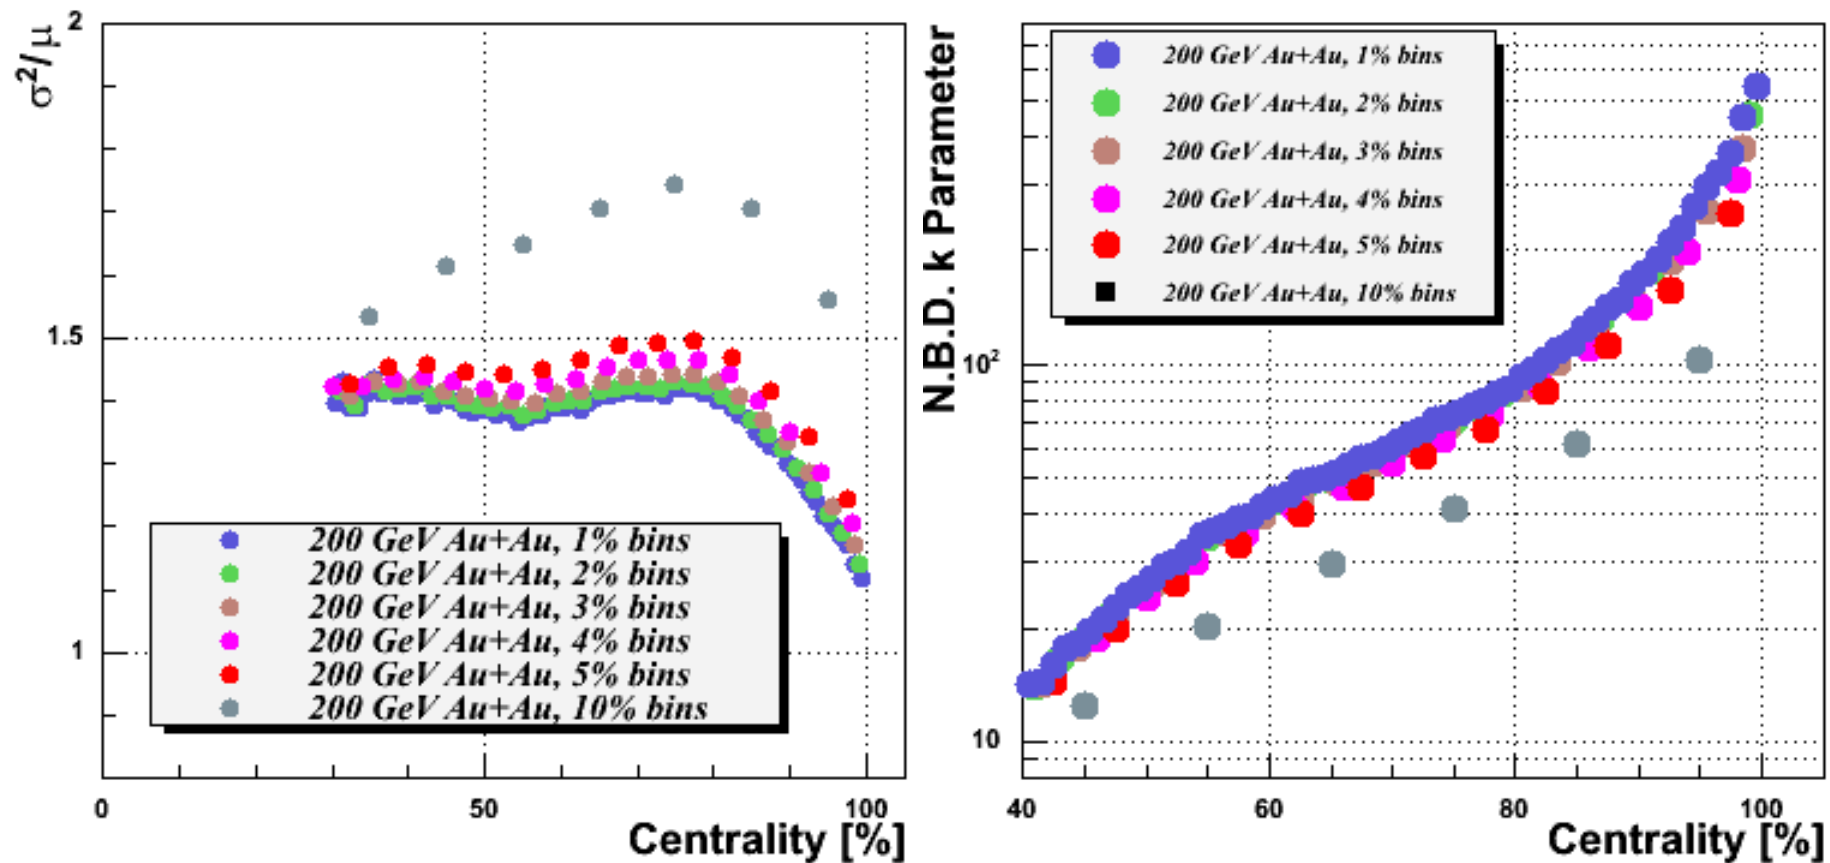 σ²/μ
2
1.5
1
200 GeV Au+Au, 1% bins
200 GeV Au+Au, 2% bins
200 GeV Au+Au, 3% bins
200 GeV Au+Au, 4% bins
200 GeV Au+Au, 5% bins
200 GeV Au+Au, 10% bins
0 50 100
Centrality [%]
N.B.D. k Parameter
200 GeV Au+Au, 1% bins
200 GeV Au+Au, 2% bins
200 GeV Au+Au, 3% bins
200 GeV Au+Au, 4% bins
200 GeV Au+Au, 5% bins
200 GeV Au+Au, 10% bins
10²
10
40 60 80 100
Centrality [%]